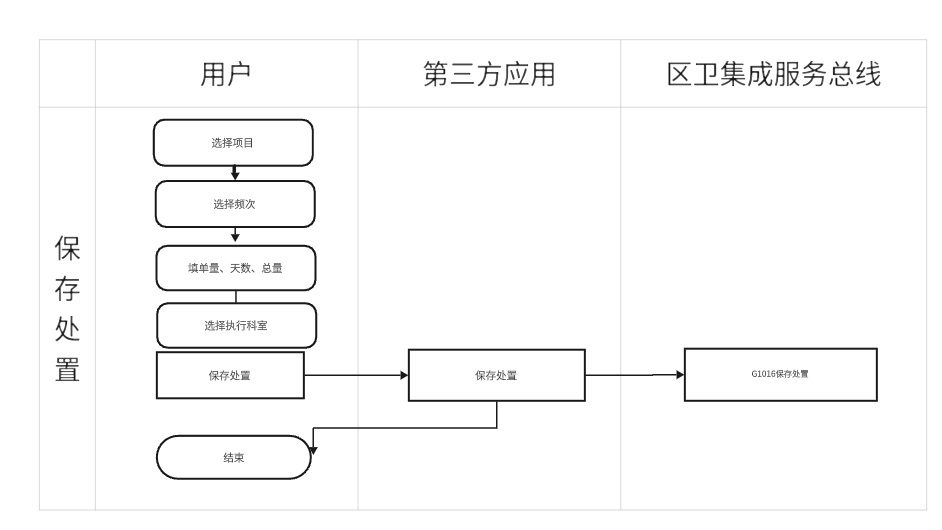 用户
第三方应用
区卫集成服务总线
保存处置
选择项目
选择频次
填单量、天数、总量
选择执行科室
保存处置
保存处置
G1016保存处置
结束